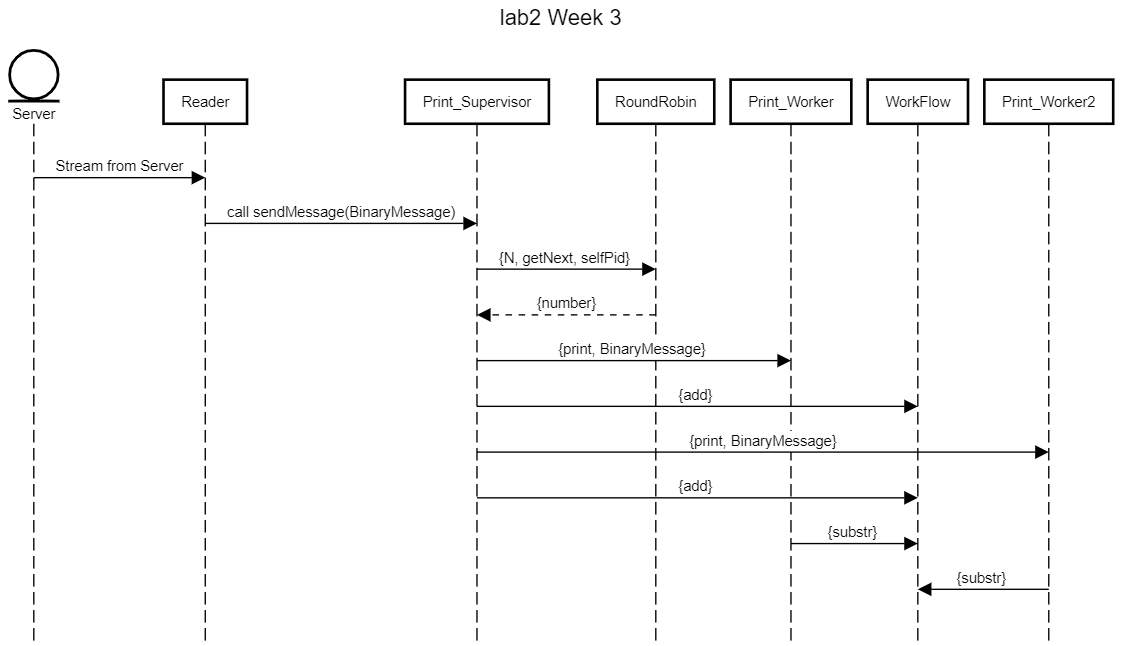 lab2 Week 3
Server
Reader
Print_Supervisor
RoundRobin
Print_Worker
WorkFlow
Print_Worker2
Stream from Server
call sendMessage(BinaryMessage)
{N, getNext, selfPid}
{number}
{print, BinaryMessage}
{add}
{print, BinaryMessage}
{add}
{substr}
{substr}